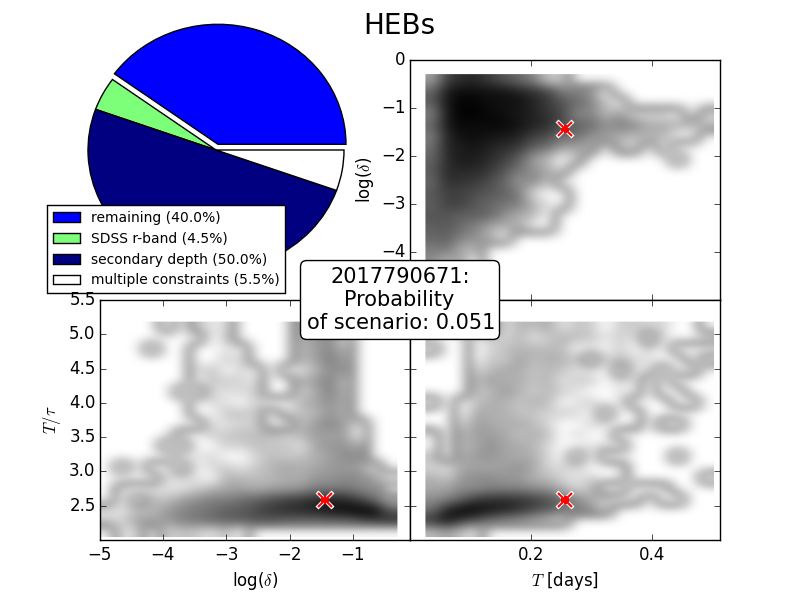 HEBs
remaining (40.0%)
SDSS r-band (4.5%)
secondary depth (50.0%)
multiple constraints (5.5%)
0
−1
−2
−3
−4
log(δ)
2017790671:
Probability
of scenario: 0.051
5.5
5.0
4.5
4.0
3.5
3.0
2.5
T/τ
−5 −4 −3 −2 −1
log(δ)
0.2 0.4
T [days]